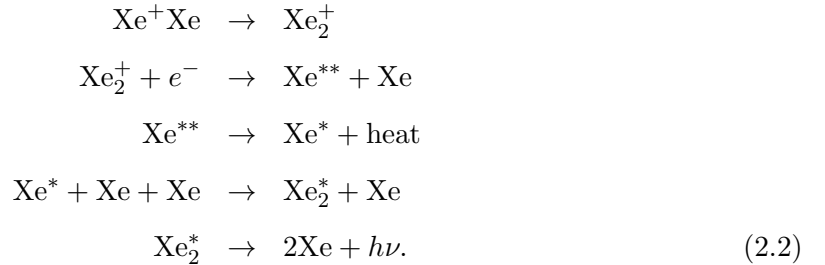 Xe⁺Xe → Xe₂⁺
Xe₂⁺ + e⁻ → Xe** + Xe
Xe** → Xe* + heat
Xe* + Xe + Xe → Xe₂* + Xe
Xe₂* → 2Xe + hν. (2.2)